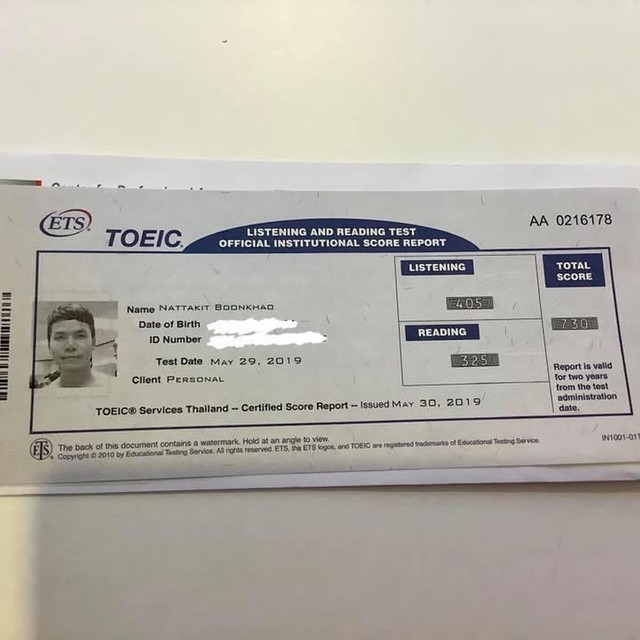 ETS
TOEIC®
LISTENING AND READING TEST
OFFICIAL INSTITUTIONAL SCORE REPORT
AA 0216178
LISTENING
405
READING
325
TOTAL
SCORE
730
Name NATTAKIT BOONKHAO
Date of Birth
ID Number
Test Date MAY 29, 2019
Client PERSONAL
Report is valid
for two years
from the test
administration
date.
TOEIC® Services Thailand -- Certified Score Report -- Issued MAY 30, 2019
ETS
The back of this document contains a watermark. Hold at an angle to view.
Copyright © 2010 by Educational Testing Service. All rights reserved. ETS, the ETS logos, and TOEIC are registered trademarks of Educational Testing Service.
IN1001-01T